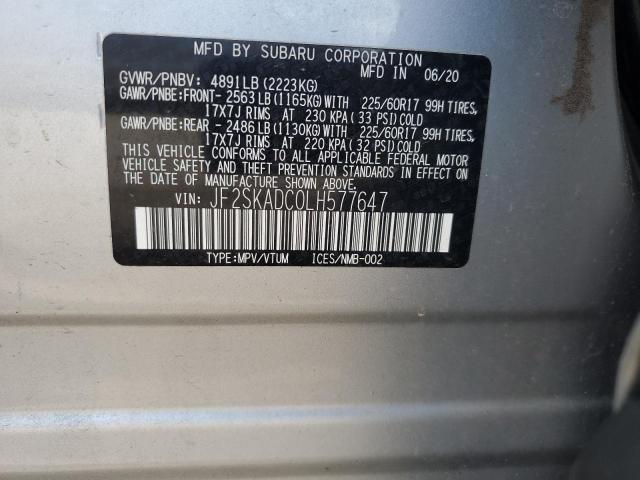 MFD BY SUBARU CORPORATION
MFD IN 06/20
GVWR/PNBV: 4891LB (2223KG)
GAWR/PNBE:FRONT- 2563LB (1165KG)WITH 225/60R17 99H TIRES,
17X7J RIMS AT 230 KPA (33 PSI)COLD
GAWR/PNBE:REAR - 2486LB (1130KG)WITH 225/60R17 99H TIRES,
17X7J RIMS AT 220 KPA (32 PSI)COLD
THIS VEHICLE CONFORMS TO ALL APPLICABLE FEDERAL MOTOR
VEHICLE SAFETY AND THEFT PREVENTION STANDARDS IN EFFECT ON
THE DATE OF MANUFACTURE SHOWN ABOVE.
VIN: JF2SKADC0LH577647
TYPE:MPV/VTUM ICES/NMB-002